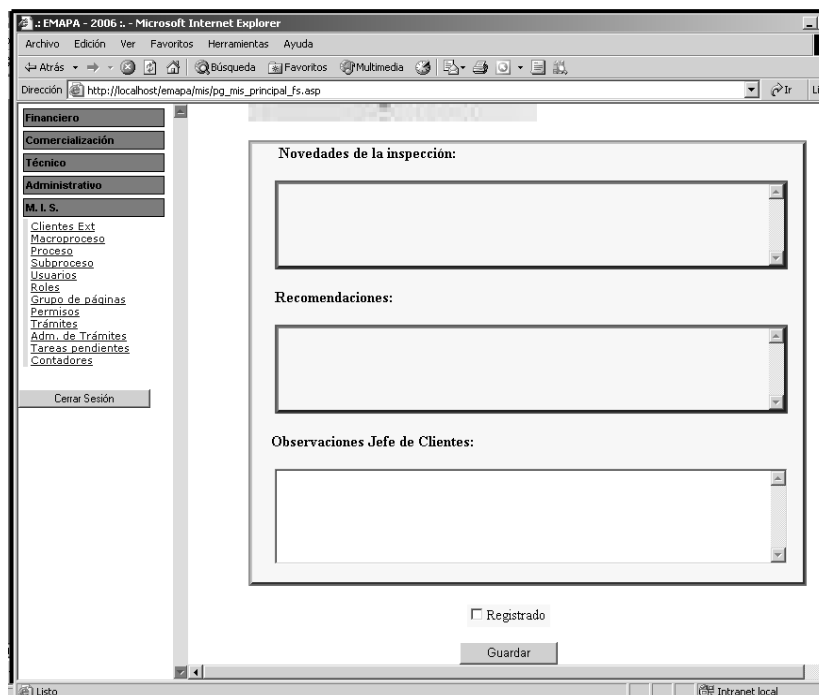 .: EMAPA - 2006 :. - Microsoft Internet Explorer
Archivo Edición Ver Favoritos Herramientas Ayuda
Atrás Búsqueda Favoritos Multimedia
Dirección http://localhost/emapa/mis/pg_mis_principal_fs.asp Ir
Financiero
Comercialización
Técnico
Administrativo
M. I. S.
Clientes Ext
Macroproceso
Proceso
Subproceso
Usuarios
Roles
Grupo de páginas
Permisos
Trámites
Adm. de Trámites
Tareas pendientes
Contadores
Cerrar Sesión
Novedades de la inspección:
Recomendaciones:
Observaciones Jefe de Clientes:
Registrado
Guardar
Listo
Intranet local